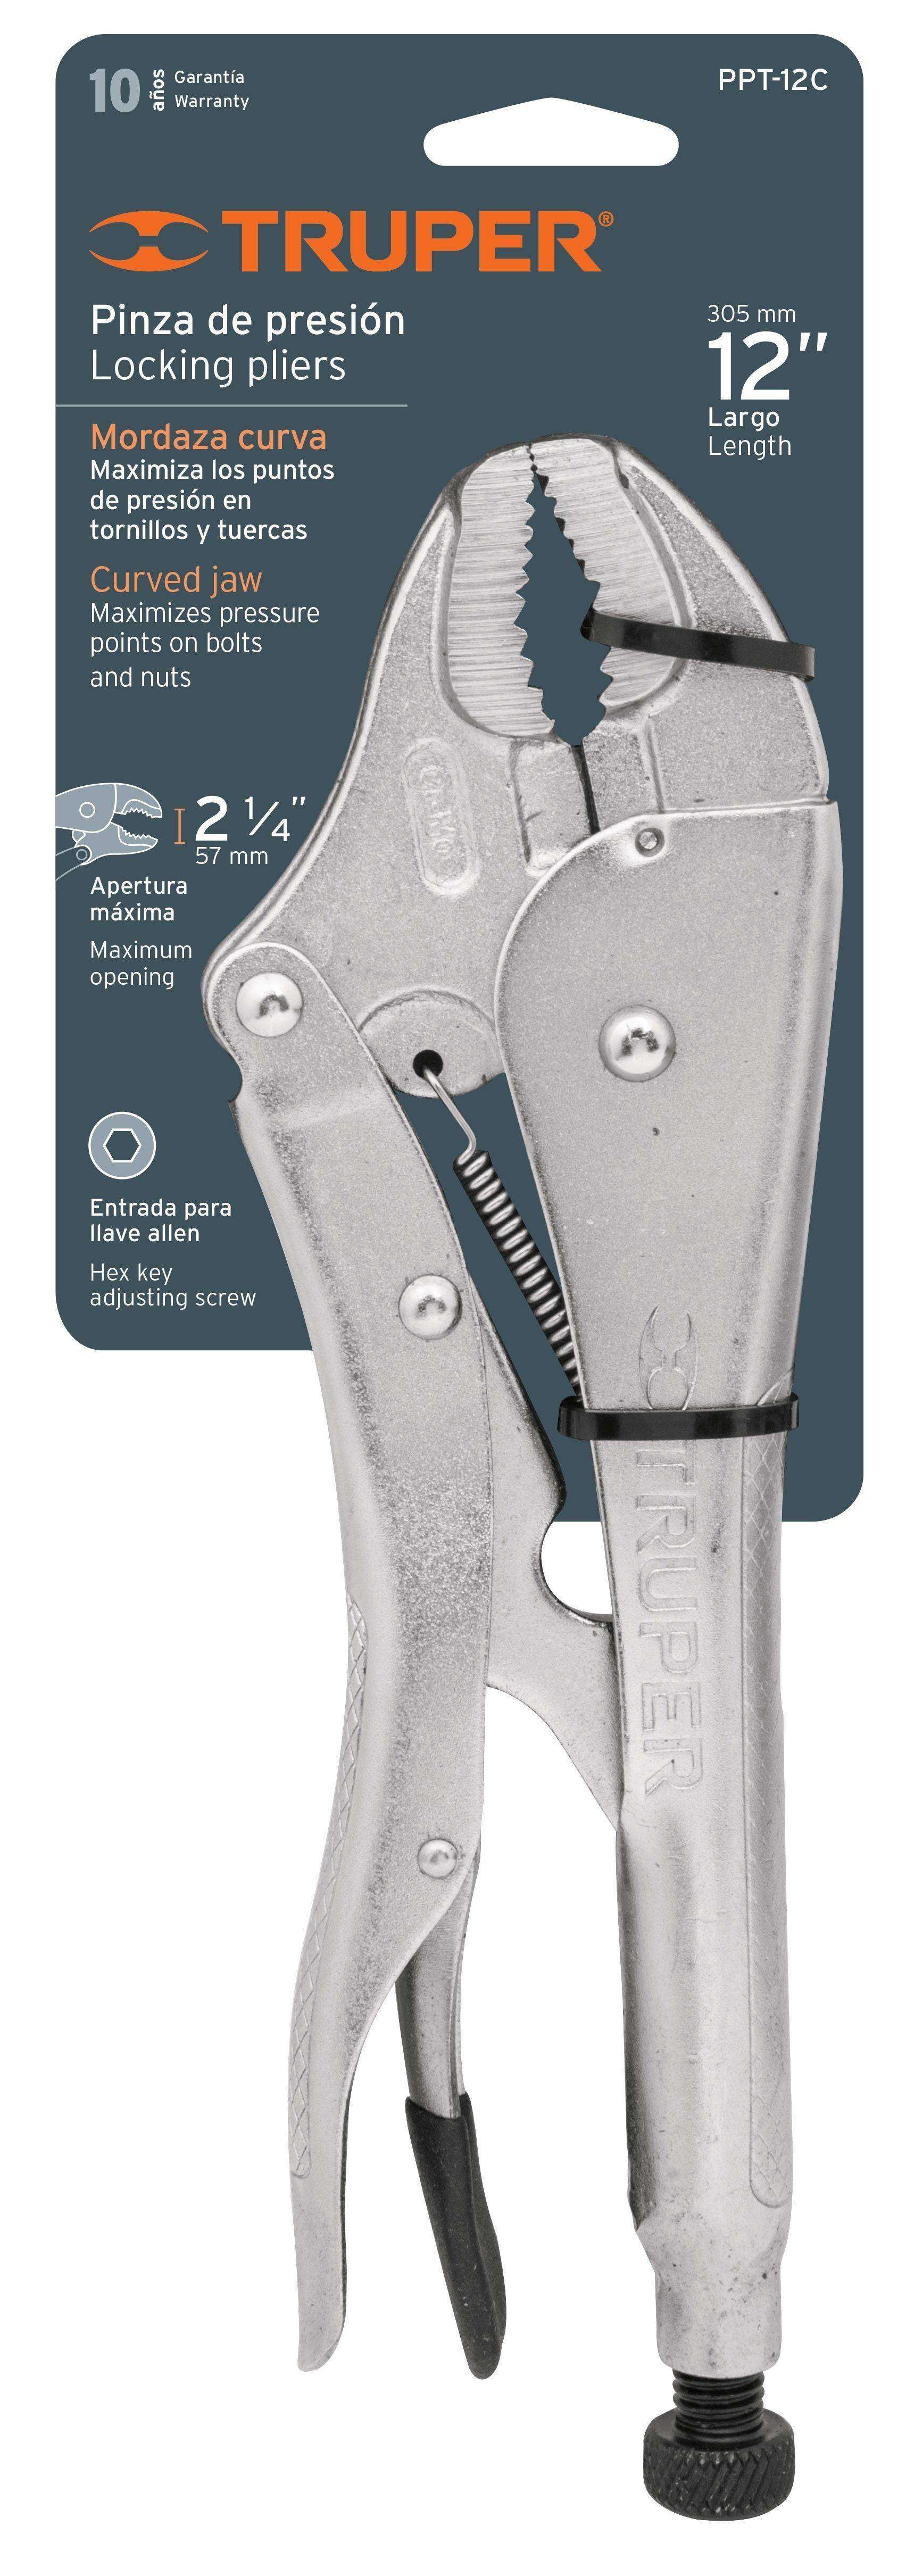 10 años Garantía
Warranty
PPT-12C
TRUPER®
Pinza de presión
Locking pliers
305 mm
12"
Largo
Length
Mordaza curva
Maximiza los puntos
de presión en
tornillos y tuercas
Curved jaw
Maximizes pressure
points on bolts
and nuts
2 1/4"
57 mm
Apertura
máxima
Maximum
opening
Cr-Mo
Entrada para
llave allen
Hex key
adjusting screw
TRUPER